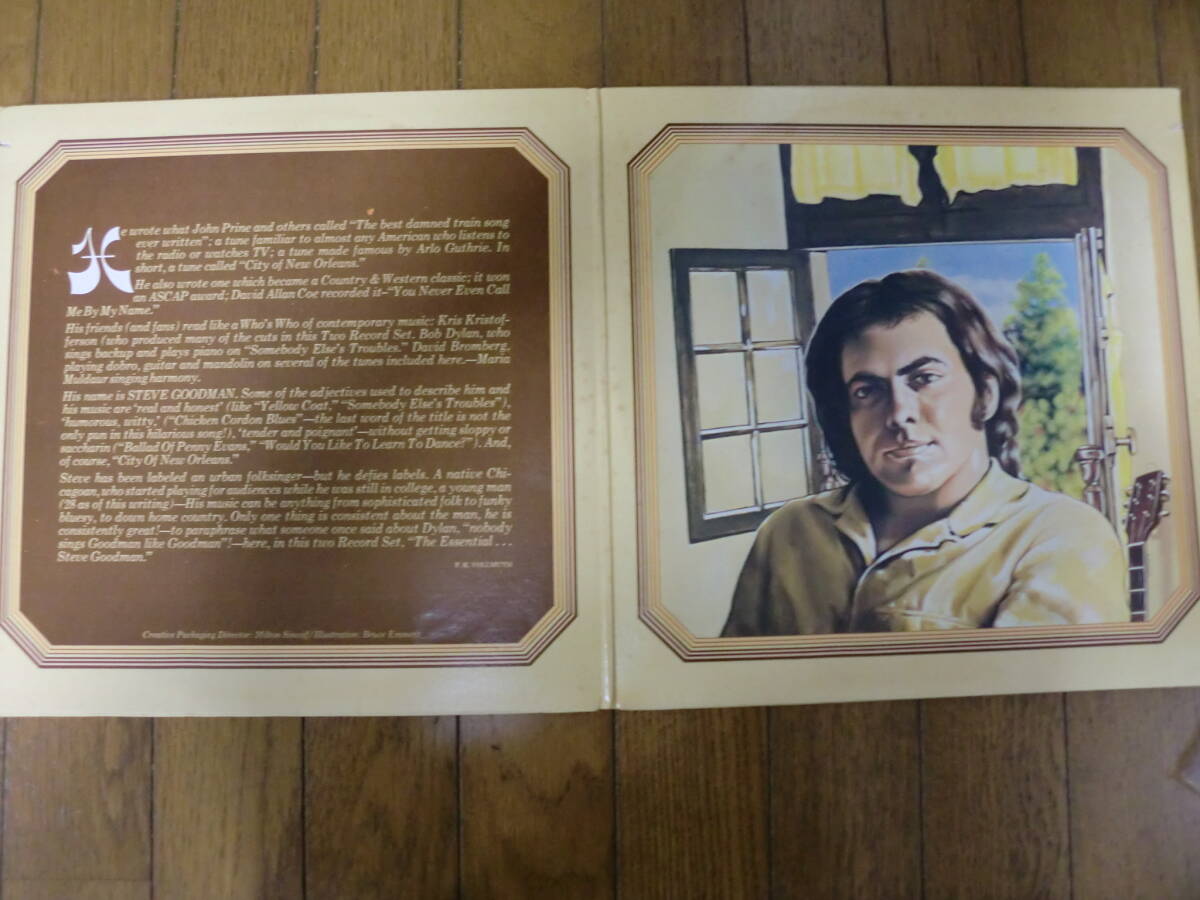 He wrote what John Prine and others called "The best damned train song
ever written"; a tune familiar to almost any American who listens to
the radio or watches TV; a tune made famous by Arlo Guthrie. In
short, a tune called "City of New Orleans."
He also wrote one which became a Country & Western classic; it won
an ASCAP award; David Allan Coe recorded it—"You Never Even Call
Me By My Name."
His friends (and fans) read like a Who's Who of contemporary music: Kris Kristof-
ferson (who produced many of the cuts in this Two Record Set, Bob Dylan, who
sings backup and plays piano on "Somebody Else's Troubles," David Bromberg,
playing dobro, guitar and mandolin on several of the tunes included here.—Maria
Muldaur singing harmony.
His name is STEVE GOODMAN. Some of the adjectives used to describe him and
his music are 'real and honest' (like "Yellow Coat," "Somebody Else's Troubles"),
'humorous, witty,' ("Chicken Cordon Blues"—the last word of the title is not the
only pun in this hilarious song!), 'tender and poignant'—without getting sloppy or
saccharin ("Ballad Of Penny Evans," "Would You Like To Learn To Dance?"). And,
of course, "City Of New Orleans."
Steve has been labeled an urban folksinger—but he defies labels. A native Chi-
cagoan, who started playing for audiences while he was still in college, a young man
(28 as of this writing)—His music can be anything from sophisticated folk to funky
bluesy, to down home country. Only one thing is consistent about the man, he is
consistently great!—to paraphrase what someone once said about Dylan, "nobody
sings Goodman like Goodman"!—here, in this two Record Set, "The Essential...
Steve Goodman."
Creative Packaging Director: Milton Sincoff/Illustration: Bruce Emmett